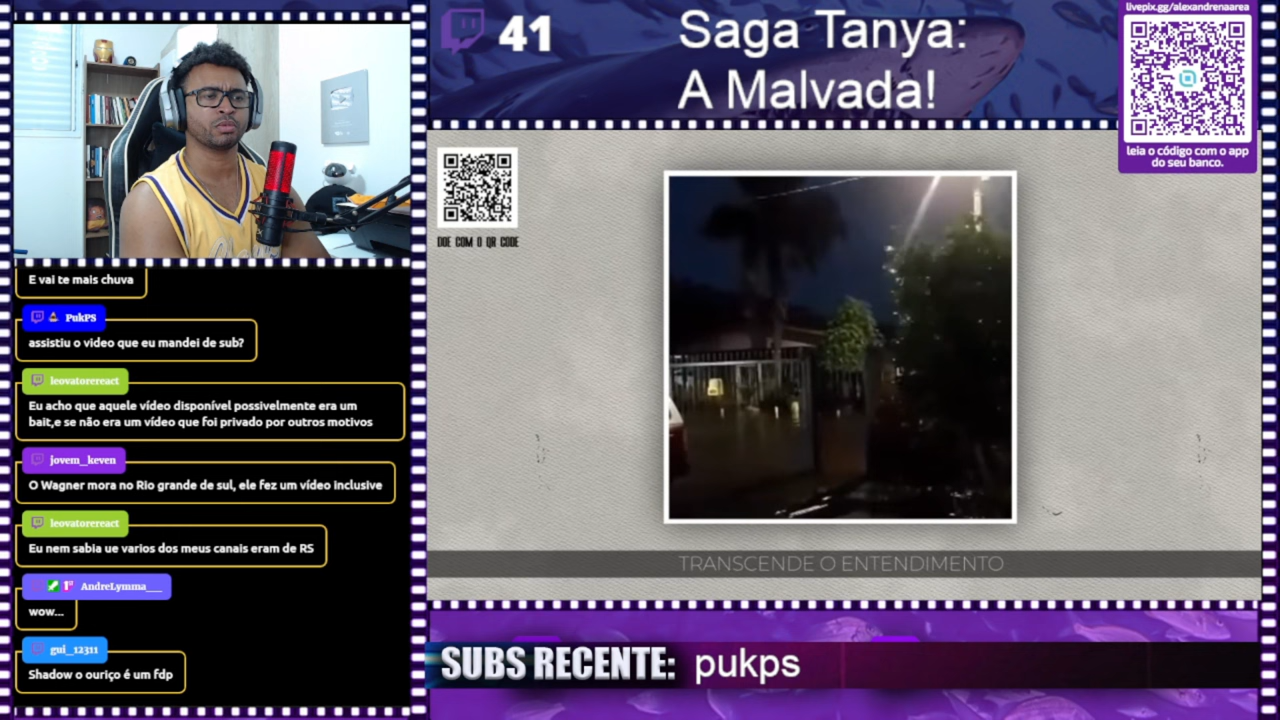 41
Saga Tanya:
A Malvada!
livepix.gg/alexandrenaarea
leia o código com o app
do seu banco.
DOE COM O QR CODE
E vai te mais chuva
PukPS
assistiu o video que eu mandei de sub?
leovatorereact
Eu acho que aquele vídeo disponível possivelmente era um
bait,e se não era um vídeo que foi privado por outros motivos
jovem_keven
O Wagner mora no Rio grande de sul, ele fez um vídeo inclusive
leovatorereact
Eu nem sabia ue varios dos meus canais eram de RS
AndreLymma__
wow...
gui_12311
Shadow o ouriço é um fdp
TRANSCENDE O ENTENDIMENTO
SUBS RECENTE: pukps